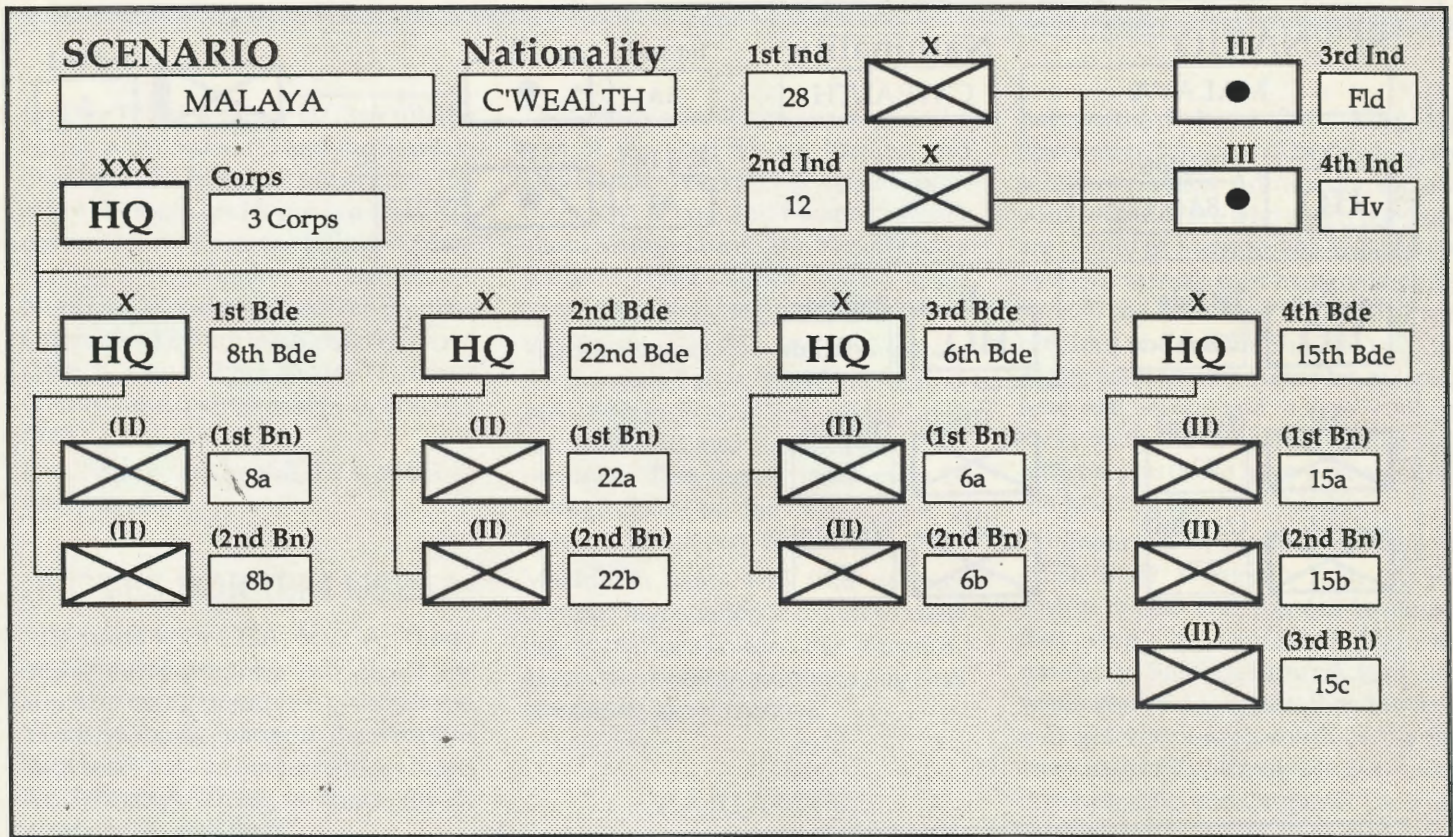 SCENARIO
MALAYA
Nationality
C'WEALTH
1st Ind
28
X
III
3rd Ind
Fld
2nd Ind
12
X
III
4th Ind
Hv
XXX
HQ
Corps
3 Corps
X
HQ
1st Bde
8th Bde
(II)
(1st Bn)
8a
(II)
(2nd Bn)
8b
X
HQ
2nd Bde
22nd Bde
(II)
(1st Bn)
22a
(II)
(2nd Bn)
22b
X
HQ
3rd Bde
6th Bde
(II)
(1st Bn)
6a
(II)
(2nd Bn)
6b
X
HQ
4th Bde
15th Bde
(II)
(1st Bn)
15a
(II)
(2nd Bn)
15b
(II)
(3rd Bn)
15c